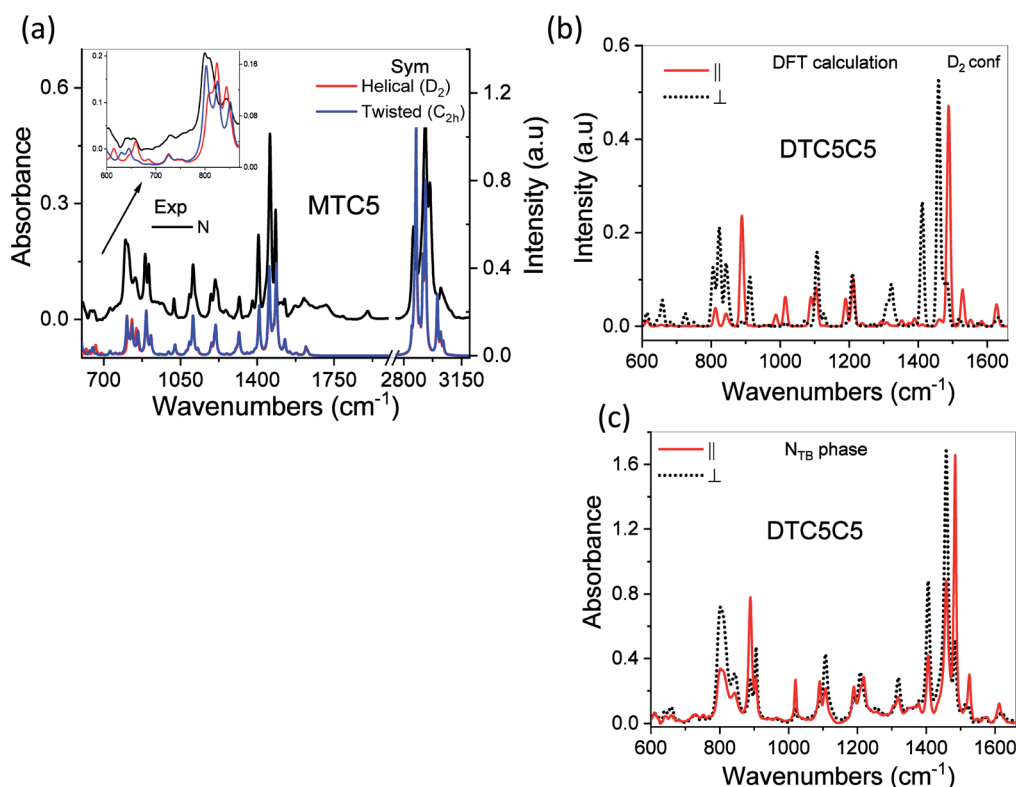 (a)
0.6
0.3
0.0
Absorbance
700 1050 1400 1750 2800 3150
Wavenumbers (cm⁻¹)
0.0
0.4
0.8
1.2
Intensity (a.u)
Sym
Helical (D₂)
Twisted (C₂ₕ)
MTC5
Exp
N
0.2
0.1
0.0
600 700 800
0.16
0.08
0.00
(b)
||
⊥
DFT calculation
D₂ conf
DTC5C5
0.6
0.4
0.2
0.0
Intensity (a.u)
600 800 1000 1200 1400 1600
Wavenumbers (cm⁻¹)
(c)
||
⊥
N_TB phase
DTC5C5
1.6
1.2
0.8
0.4
0.0
Absorbance
600 800 1000 1200 1400 1600
Wavenumbers (cm⁻¹)